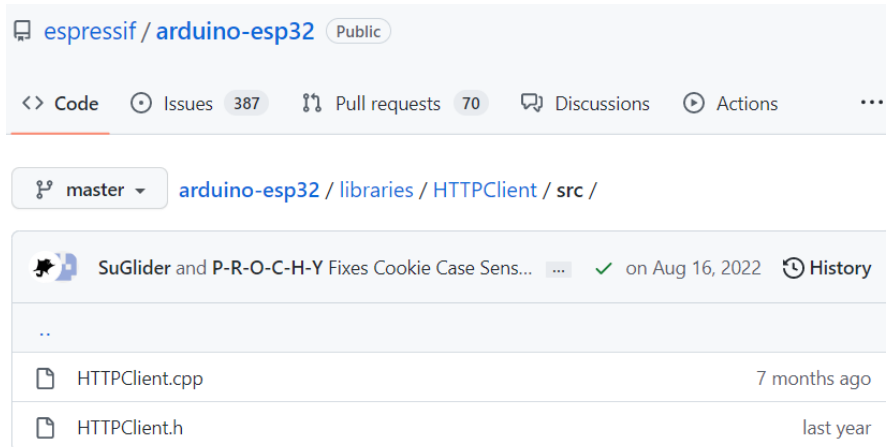 espressif / arduino-esp32 Public
<> Code Issues 387 Pull requests 70 Discussions Actions ...
master arduino-esp32 / libraries / HTTPClient / src /
SuGlider and P-R-O-C-H-Y Fixes Cookie Case Sens... ... on Aug 16, 2022 History
..
HTTPClient.cpp 7 months ago
HTTPClient.h last year